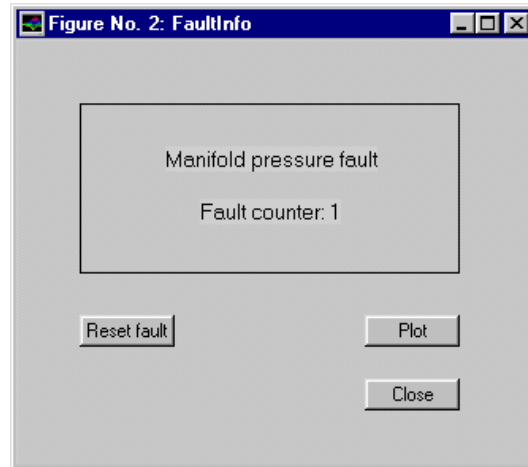 Figure No. 2: FaultInfo
Manifold pressure fault
Fault counter: 1
Reset fault
Plot
Close